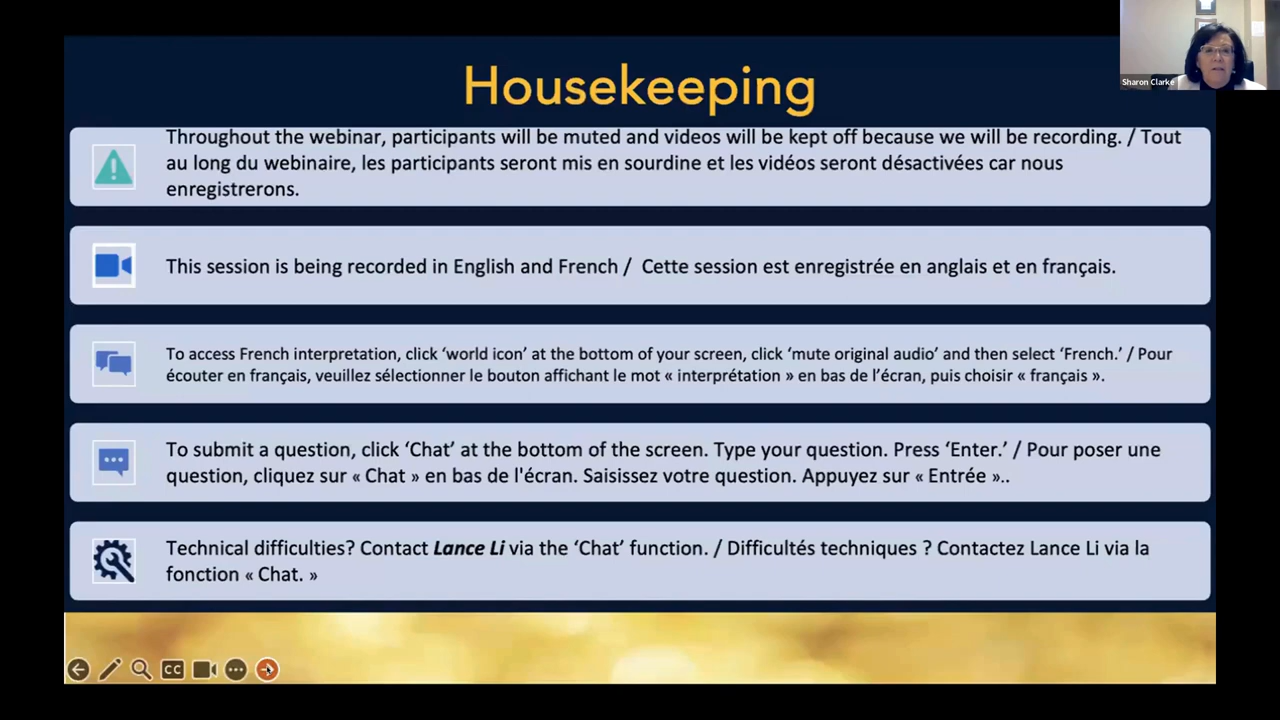 Housekeeping
Sharon Clarke
Throughout the webinar, participants will be muted and videos will be kept off because we will be recording. / Tout
au long du webinaire, les participants seront mis en sourdine et les vidéos seront désactivées car nous
enregistrerons.
This session is being recorded in English and French / Cette session est enregistrée en anglais et en français.
To access French interpretation, click ‘world icon’ at the bottom of your screen, click ‘mute original audio’ and then select ‘French.’ / Pour
écouter en français, veuillez sélectionner le bouton affichant le mot « interprétation » en bas de l’écran, puis choisir « français ».
To submit a question, click ‘Chat’ at the bottom of the screen. Type your question. Press ‘Enter.’ / Pour poser une
question, cliquez sur « Chat » en bas de l'écran. Saisissez votre question. Appuyez sur « Entrée »..
Technical difficulties? Contact Lance Li via the ‘Chat’ function. / Difficultés techniques ? Contactez Lance Li via la
fonction « Chat. »
CC